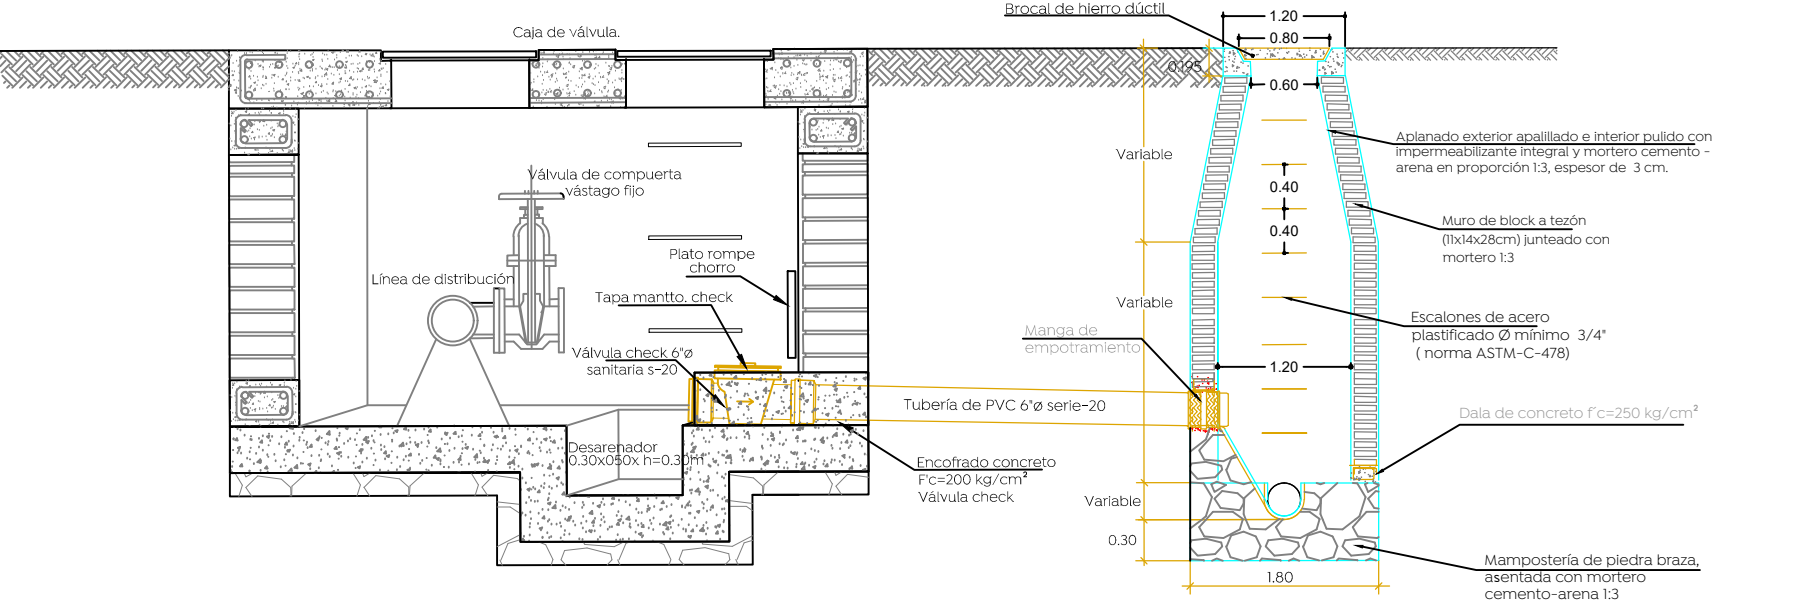 Caja de válvula.
Válvula de compuerta
vástago fijo
Línea de distribución
Plato rompe
chorro
Tapa mantto. check
Válvula check 6"ø
sanitaria s-20
Desarenador
0.30x050x h=0.30m
Tubería de PVC 6"ø serie-20
Encofrado concreto
F'c=200 kg/cm²
Válvula check
Brocal de hierro dúctil
1.20
0.80
0.195
0.60
Variable
0.40
0.40
Variable
Manga de
empotramiento
1.20
Variable
0.30
1.80
Aplanado exterior apalillado e interior pulido con
impermeabilizante integral y mortero cemento -
arena en proporción 1:3, espesor de 3 cm.
Muro de block a tezón
(11x14x28cm) junteado con
mortero 1:3
Escalones de acero
plastificado Ø mínimo 3/4"
( norma ASTM-C-478)
Dala de concreto f´c=250 kg/cm²
Mampostería de piedra braza,
asentada con mortero
cemento-arena 1:3